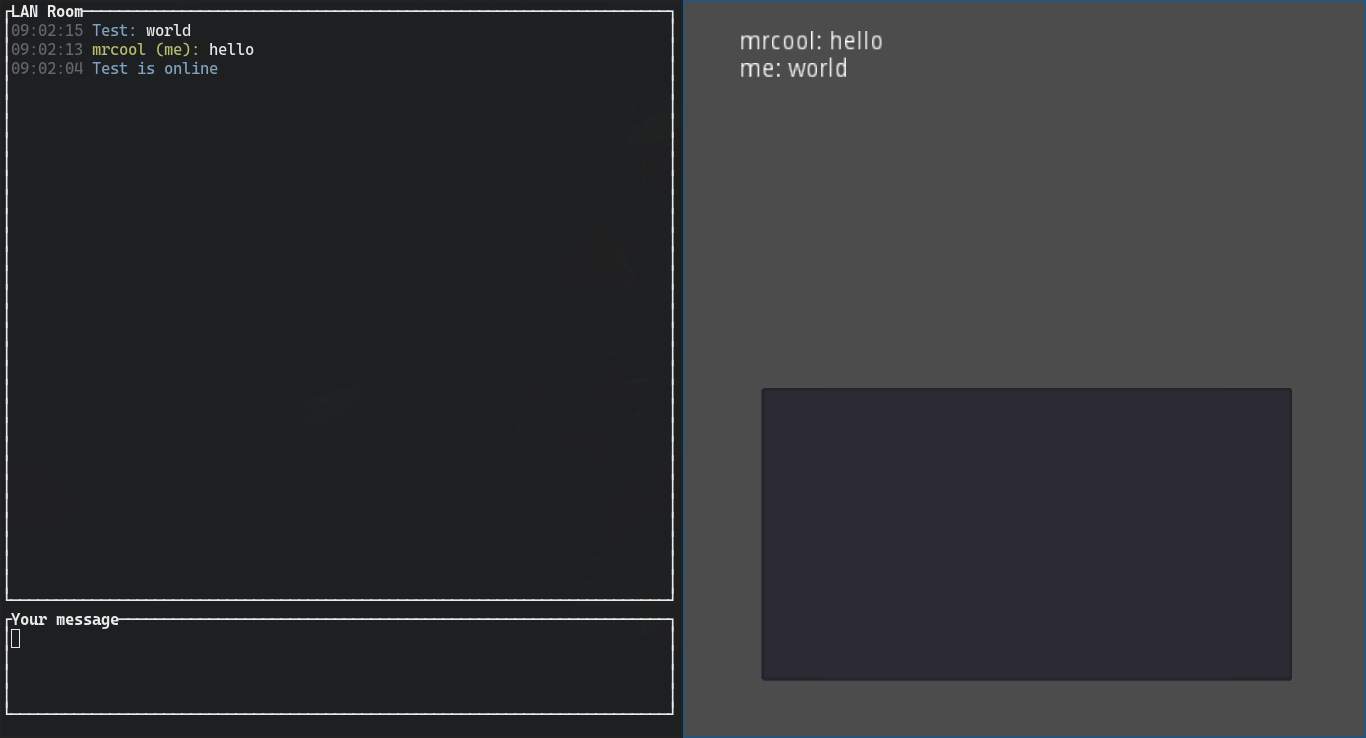 LAN Room
09:02:15 Test: world
09:02:13 mrcool (me): hello
09:02:04 Test is online
Your message
mrcool: hello
me: world